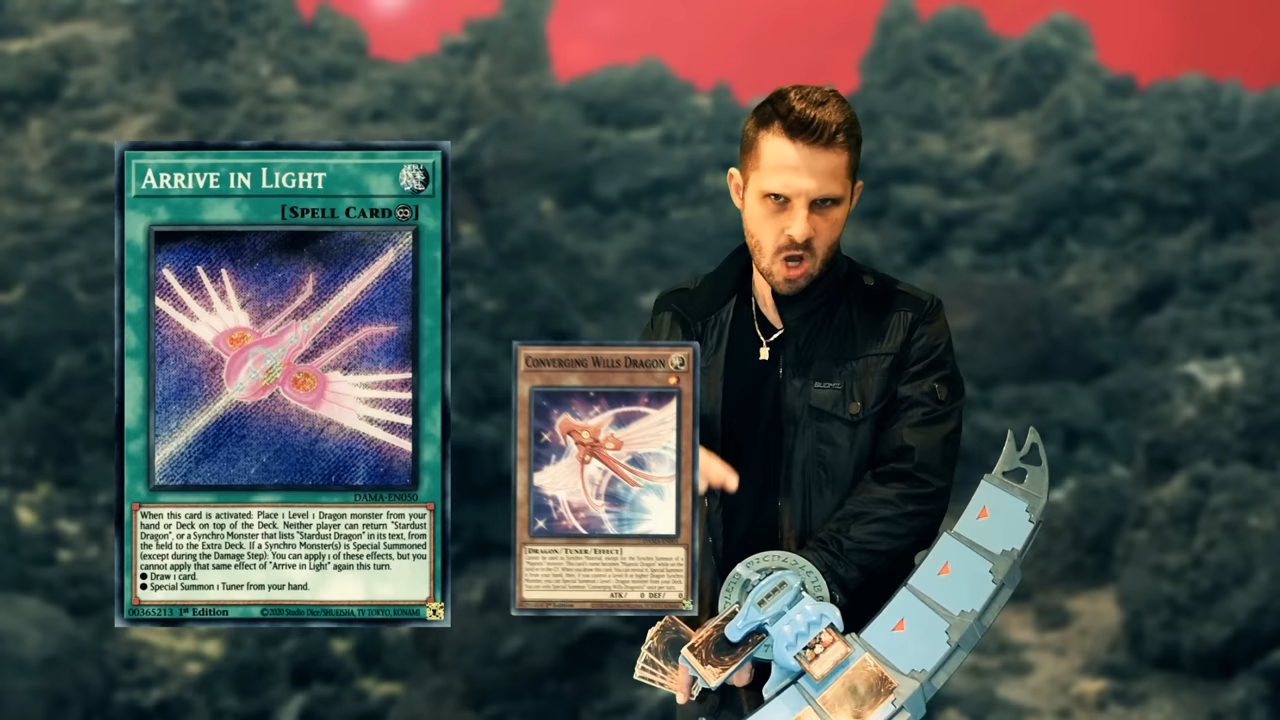 ARRIVE IN LIGHT
[SPELL CARD]
DAMA-EN050
When this card is activated: Place 1 Level 1 Dragon monster from your
hand or Deck on top of the Deck. Neither player can return "Stardust
Dragon", or a Synchro Monster that lists "Stardust Dragon" in its text, from
the field to the Extra Deck. If a Synchro Monster(s) is Special Summoned
(except during the Damage Step): You can apply 1 of these effects, but you
cannot apply that same effect of "Arrive in Light" again this turn.
● Draw 1 card.
● Special Summon 1 Tuner from your hand.
00365213 1st Edition ©2020 Studio Dice/SHUEISHA, TV TOKYO, KONAMI
CONVERGING WILLS DRAGON
[DRAGON/TUNER/EFFECT]
ATK/ 0 DEF/ 0